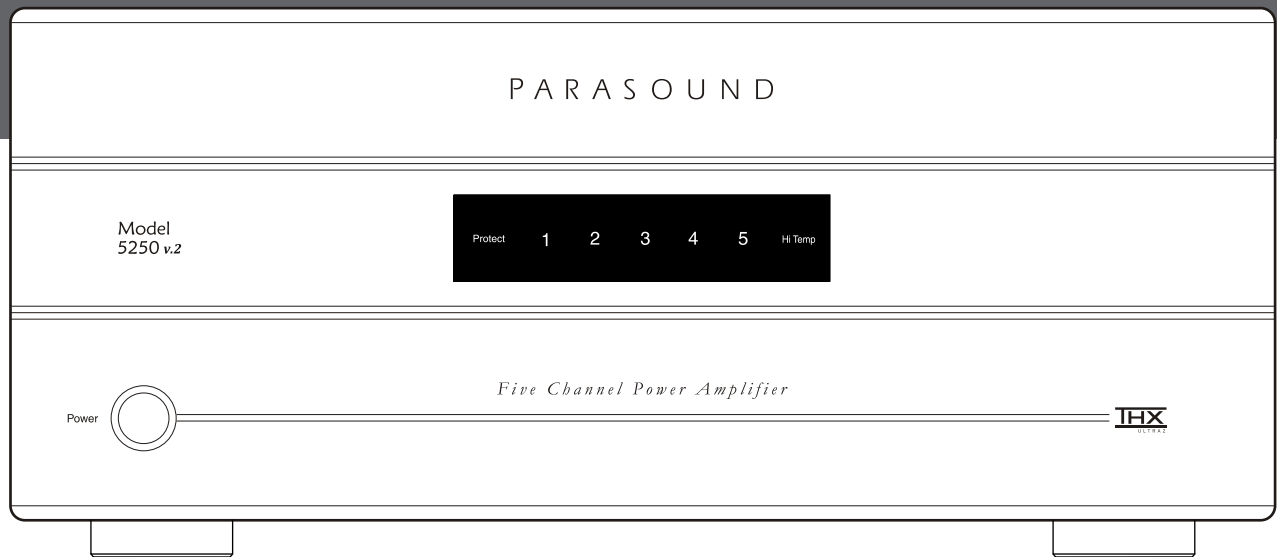 PARASOUND
Model
5250 v.2
Protect 1 2 3 4 5 Hi Temp
Five Channel Power Amplifier
Power
THX
ULTRA2